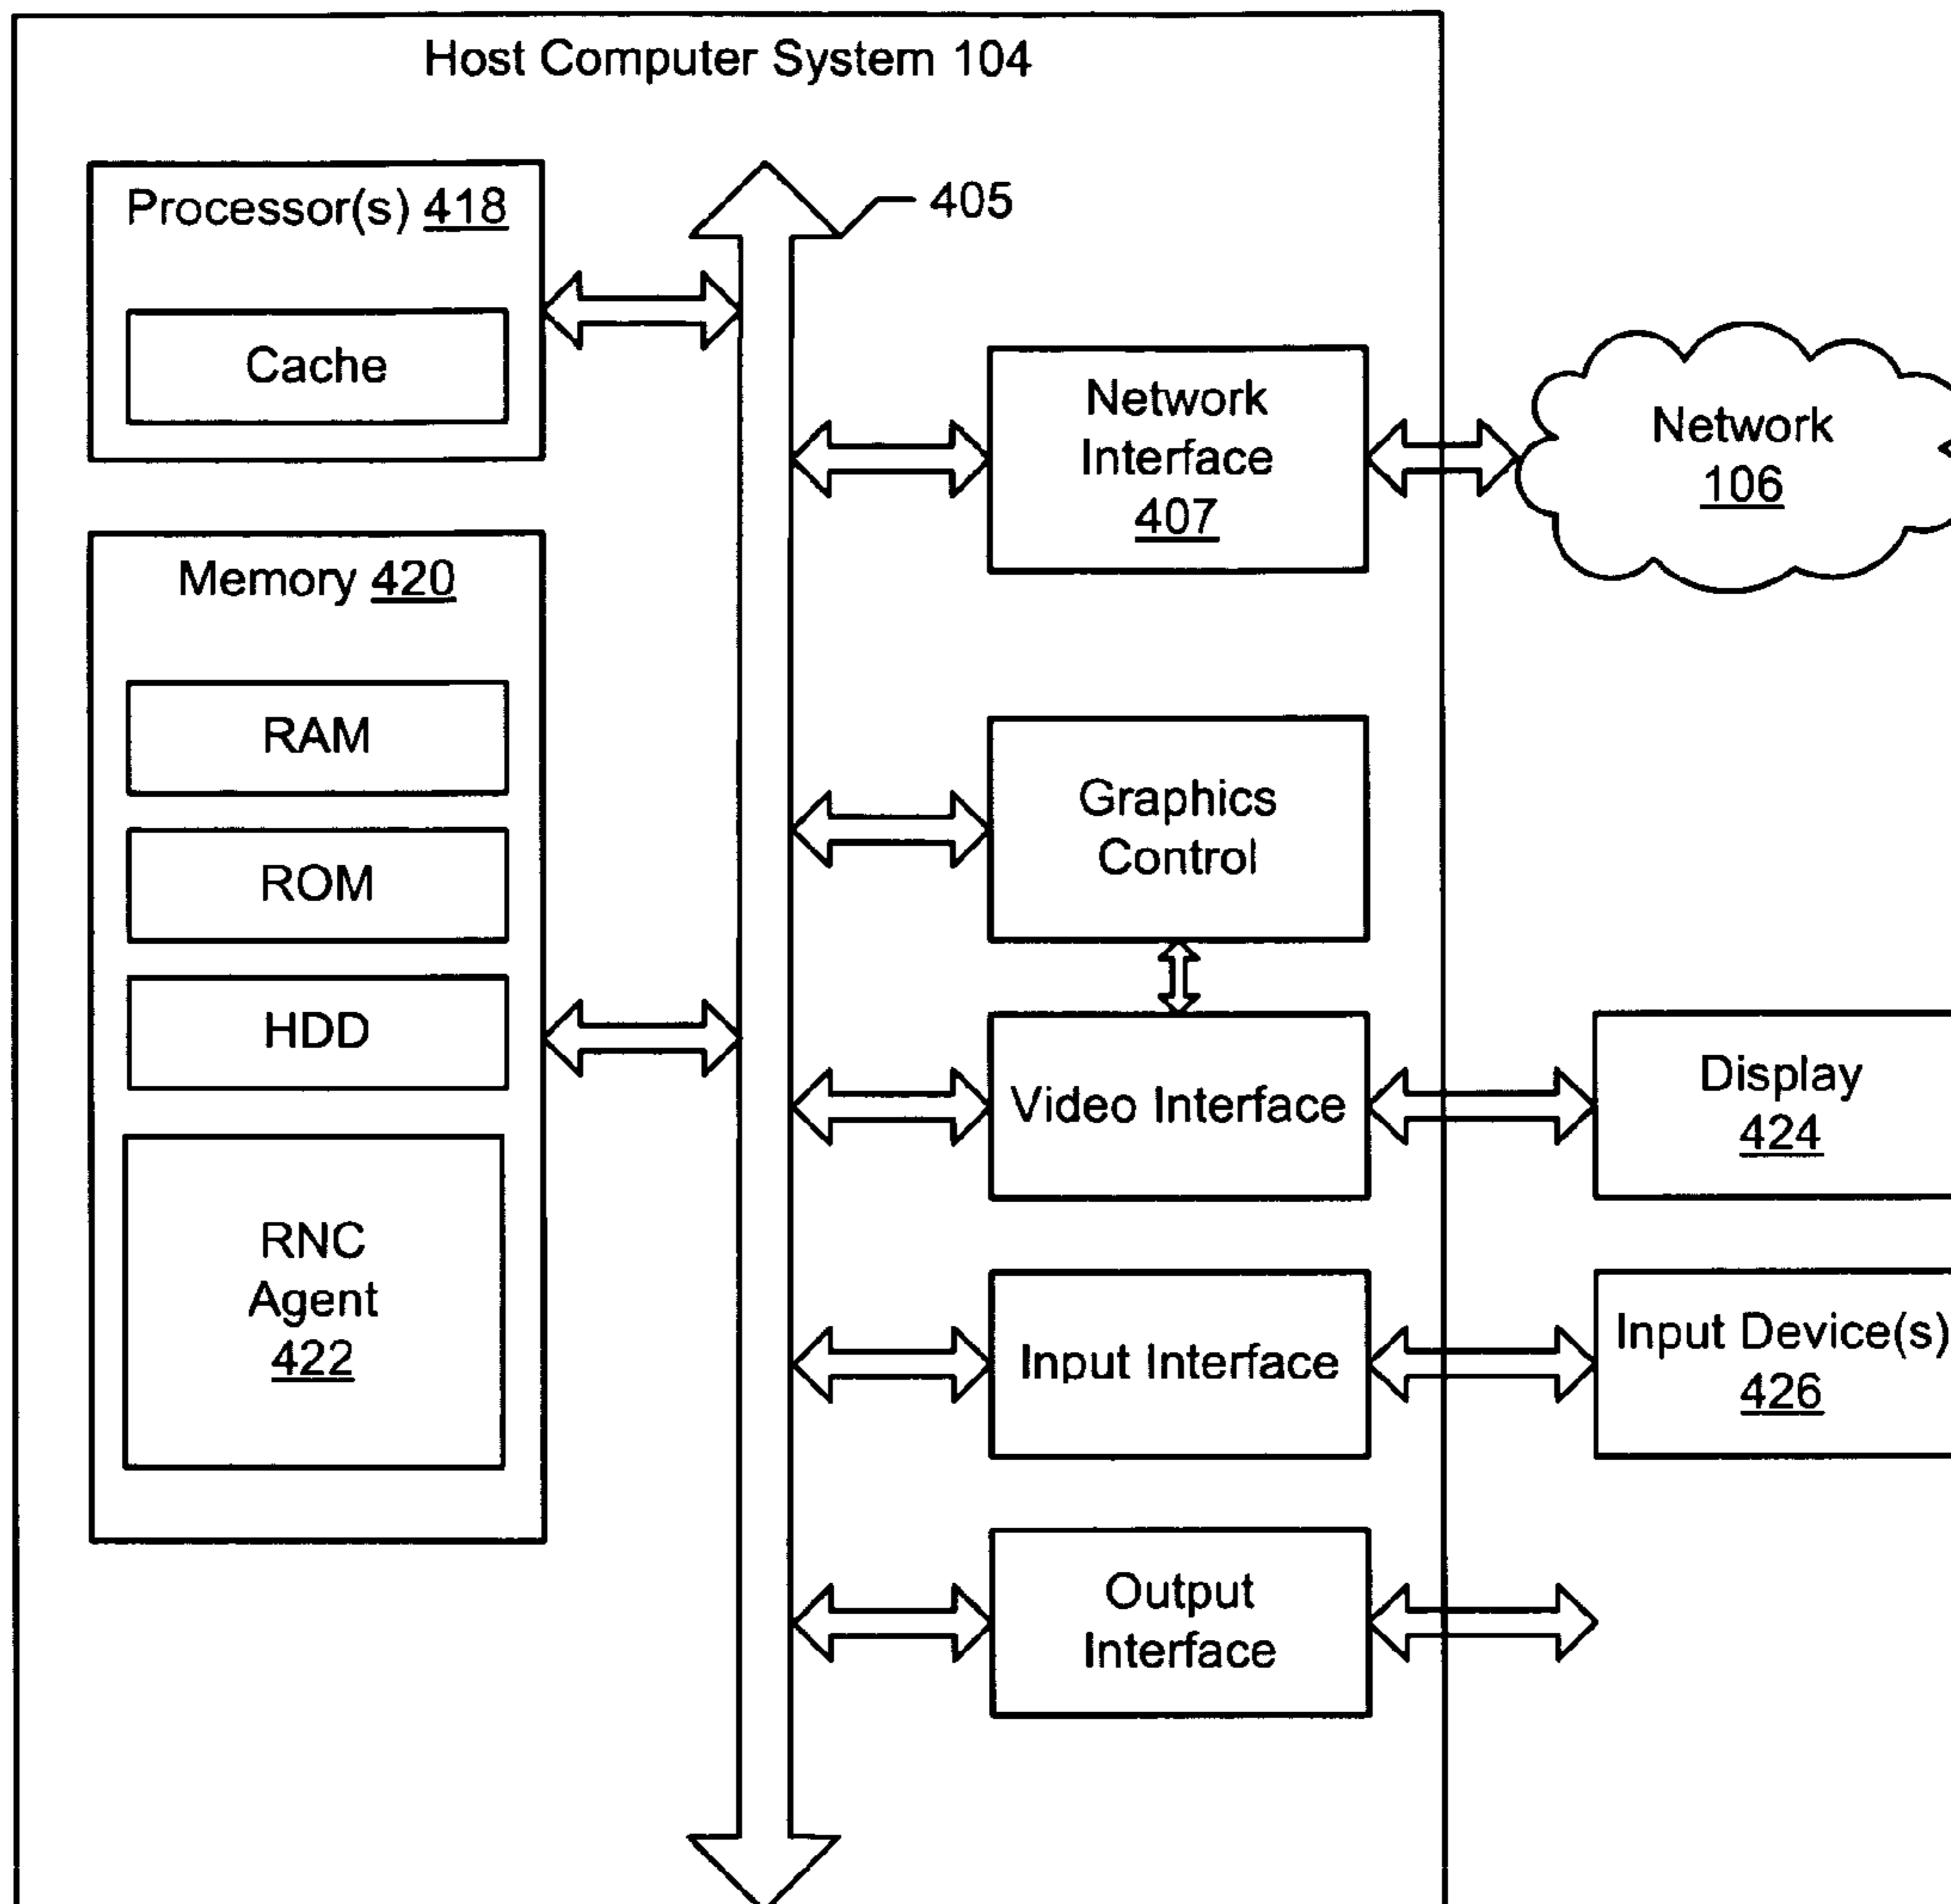 Host Computer System 104
Processor(s) 418
Cache
405
Network
Interface
407
Network
106
Memory 420
RAM
ROM
HDD
RNC
Agent
422
Graphics
Control
Video Interface
Display
424
Input Interface
Input Device(s)
426
Output
Interface